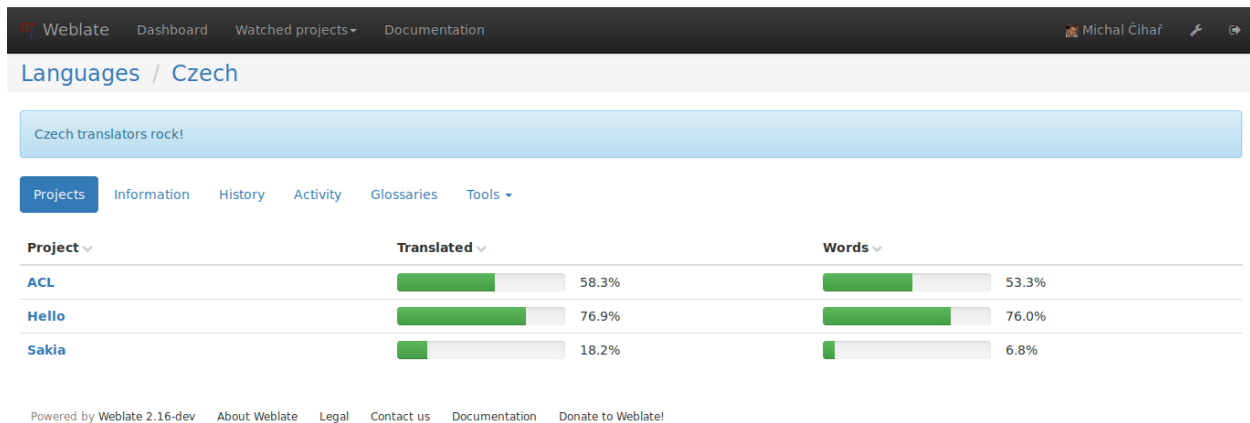 Weblate Dashboard Watched projects Documentation Michal Čihař
Languages / Czech
Czech translators rock!
Projects Information History Activity Glossaries Tools
Project Translated Words
ACL 58.3% 53.3%
Hello 76.9% 76.0%
Sakia 18.2% 6.8%
Powered by Weblate 2.16-dev About Weblate Legal Contact us Documentation Donate to Weblate!